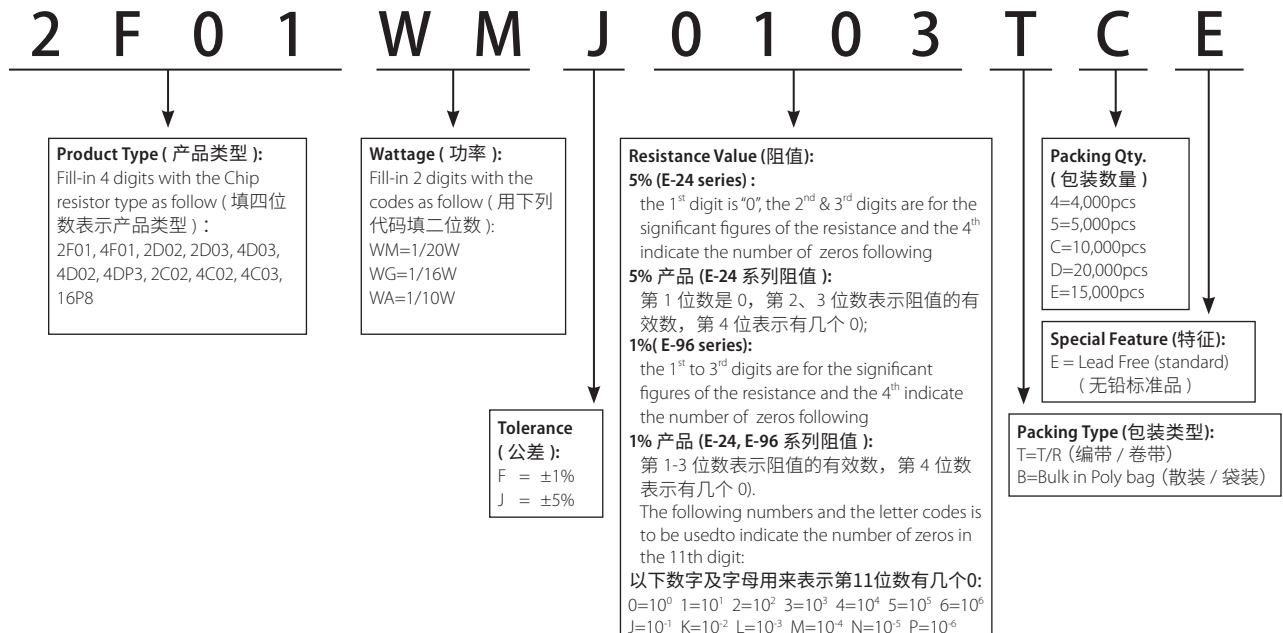 2 F 0 1 W M J 0 1 0 3 T C E
Product Type ( 产品类型 ):
Fill-in 4 digits with the Chip
resistor type as follow ( 填四位
数表示产品类型 ) :
2F01, 4F01, 2D02, 2D03, 4D03,
4D02, 4DP3, 2C02, 4C02, 4C03,
16P8
Wattage ( 功率 ):
Fill-in 2 digits with the
codes as follow ( 用下列
代码填二位数 ):
WM=1/20W
WG=1/16W
WA=1/10W
Tolerance
( 公差 ):
F = ±1%
J = ±5%
Resistance Value (阻值):
5% (E-24 series) :
the 1st digit is "0", the 2nd & 3rd digits are for the
significant figures of the resistance and the 4th
indicate the number of zeros following
5% 产品 (E-24 系列阻值 ):
第 1 位数是 0，第 2、3 位数表示阻值的有
效数，第 4 位表示有几个 0);
1%( E-96 series):
the 1st to 3rd digits are for the significant
figures of the resistance and the 4th indicate
the number of zeros following
1% 产品 (E-24, E-96 系列阻值 ):
第 1-3 位数表示阻值的有效数，第 4 位数
表示有几个 0).
The following numbers and the letter codes is
to be usedto indicate the number of zeros in
the 11th digit:
以下数字及字母用来表示第11位数有几个0:
0=10⁰ 1=10¹ 2=10² 3=10³ 4=10⁴ 5=10⁵ 6=10⁶
J=10⁻¹ K=10⁻² L=10⁻³ M=10⁻⁴ N=10⁻⁵ P=10⁻⁶
Packing Qty.
( 包装数量 )
4=4,000pcs
5=5,000pcs
C=10,000pcs
D=20,000pcs
E=15,000pcs
Special Feature (特征):
E = Lead Free (standard)
( 无铅标准品 )
Packing Type (包装类型):
T=T/R（编带 / 卷带）
B=Bulk in Poly bag（散装 / 袋装）